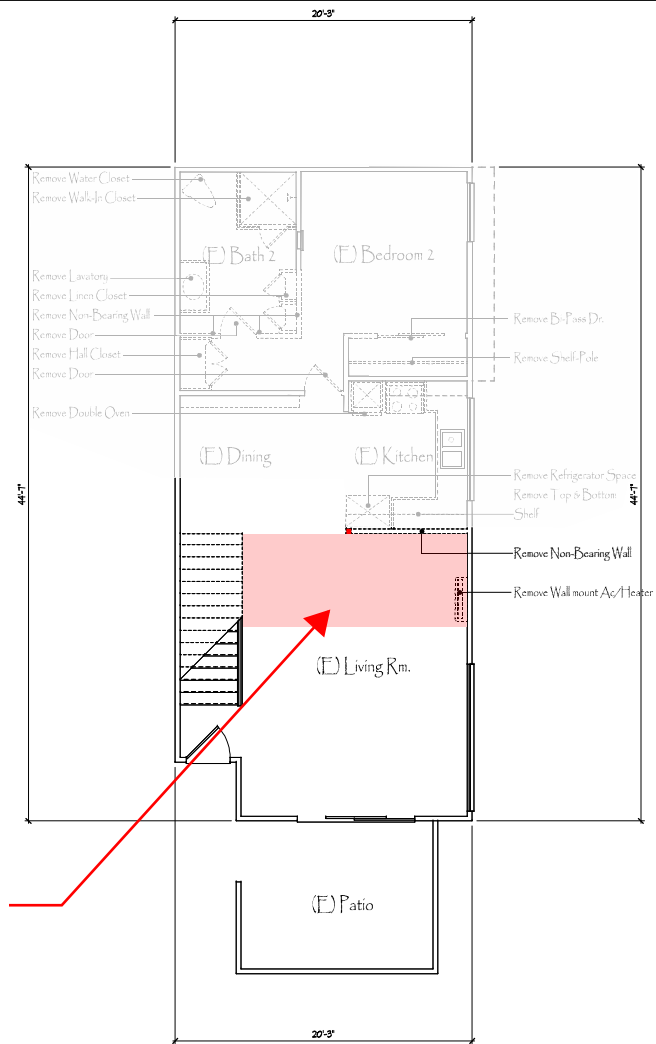 20'-3"
Remove Water Closet
Remove Walk-In Closet
(E) Bath 2
(E) Bedroom 2
Remove Lavatory
Remove Linen Closet
Remove Non-Bearing Wall
Remove Door
Remove Hall Closet
Remove Door
Remove Bi-Pass Dr.
Remove Shelf-Pole
Remove Double Oven
(E) Dining
(E) Kitchen
Remove Refrigerator Space
Remove Top & Bottom
Shelf
44'-7"
44'-7"
Remove Non-Bearing Wall
Remove Wall mount Ac/Heater
(E) Living Rm.
(E) Patio
20'-3"